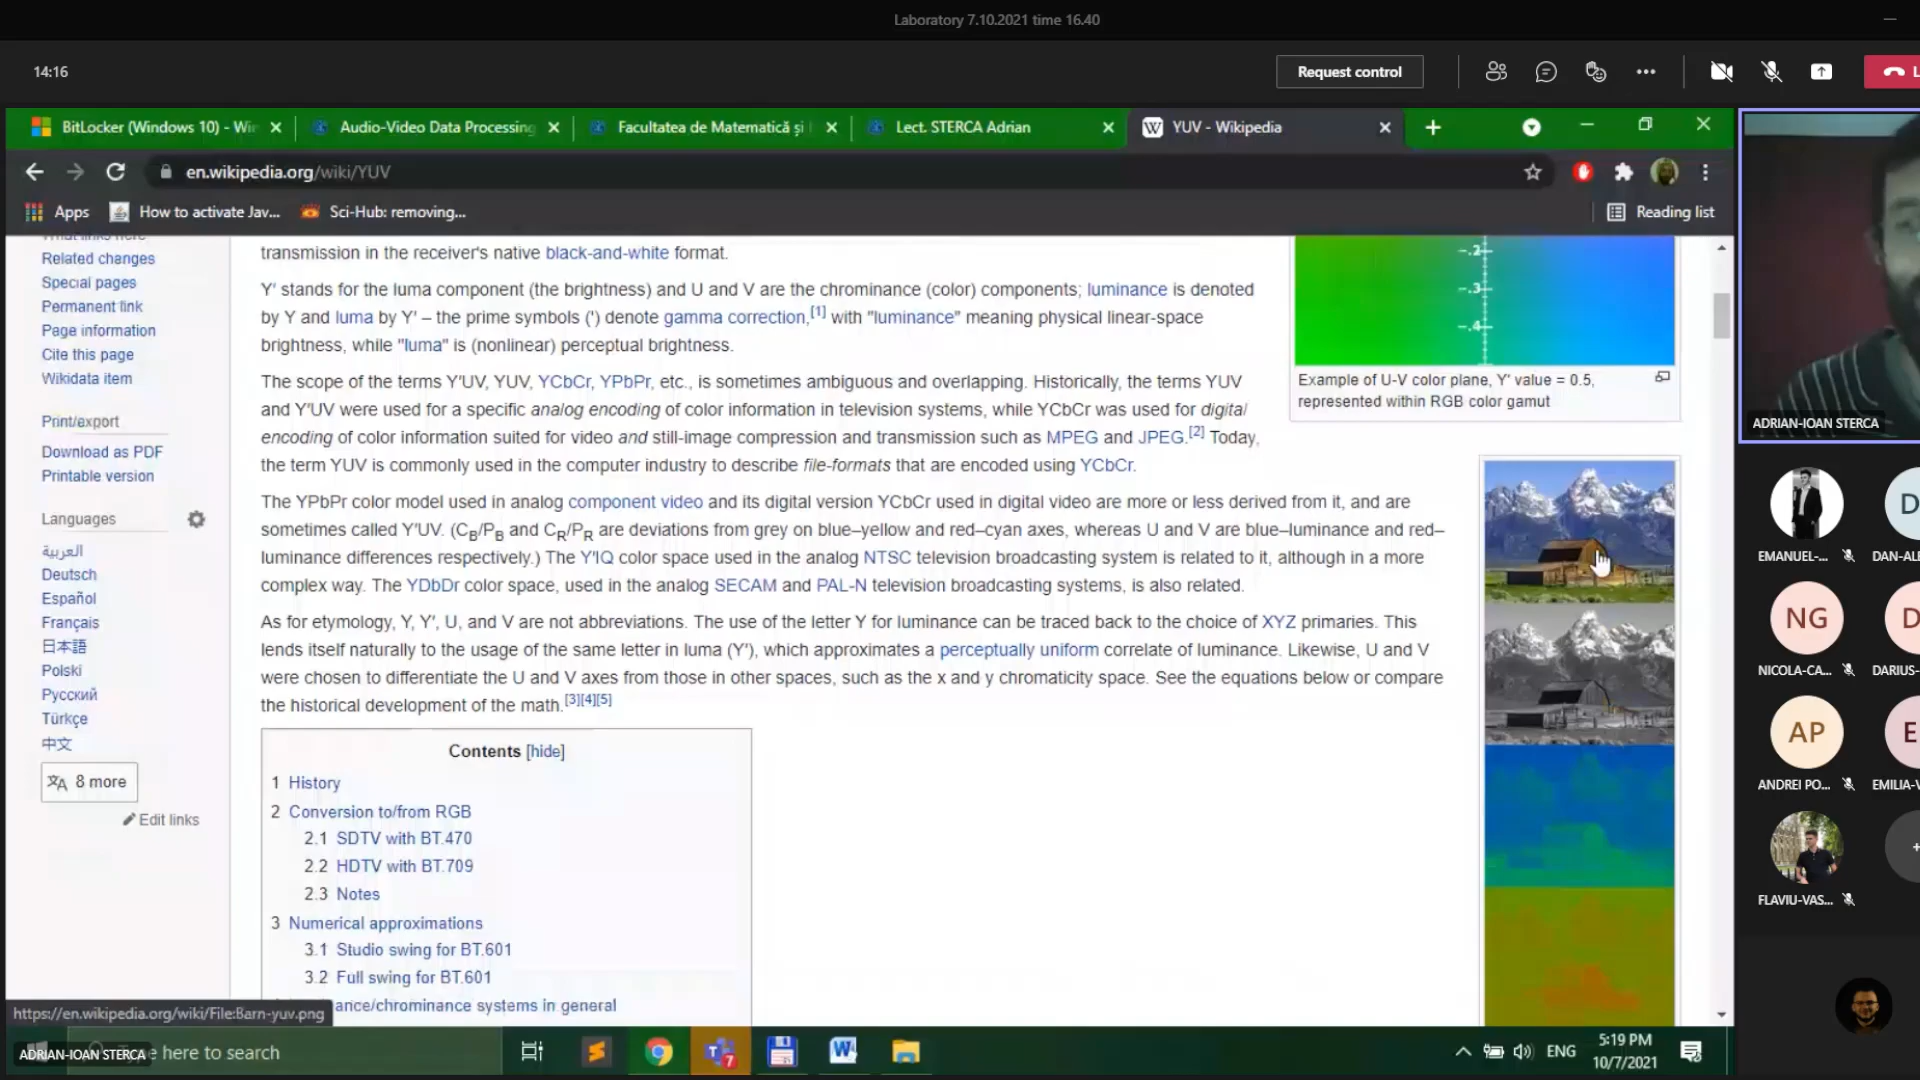 Laboratory 7.10.2021 time 16.40
14:16
Request control
BitLocker (Windows 10) - Wi
Audio-Video Data Processing
Facultatea de Matematică și
Lect. STERCA Adrian
YUV - Wikipedia
en.wikipedia.org/wiki/YUV
Apps
How to activate Jav...
Sci-Hub: removing...
Reading list
What links here
Related changes
Special pages
Permanent link
Page information
Cite this page
Wikidata item
Print/export
Download as PDF
Printable version
Languages
العربية
Deutsch
Español
Français
日本語
Polski
Русский
Türkçe
中文
8 more
Edit links
transmission in the receiver's native black-and-white format.
Y′ stands for the luma component (the brightness) and U and V are the chrominance (color) components; luminance is denoted
by Y and luma by Y′ – the prime symbols (') denote gamma correction,[1] with "luminance" meaning physical linear-space
brightness, while "luma" is (nonlinear) perceptual brightness.
The scope of the terms Y′UV, YUV, YCbCr, YPbPr, etc., is sometimes ambiguous and overlapping. Historically, the terms YUV
and Y′UV were used for a specific analog encoding of color information in television systems, while YCbCr was used for digital
encoding of color information suited for video and still-image compression and transmission such as MPEG and JPEG.[2] Today,
the term YUV is commonly used in the computer industry to describe file-formats that are encoded using YCbCr.
The YPbPr color model used in analog component video and its digital version YCbCr used in digital video are more or less derived from it, and are
sometimes called Y′UV. (CB/PB and CR/PR are deviations from grey on blue–yellow and red–cyan axes, whereas U and V are blue–luminance and red–
luminance differences respectively.) The Y′IQ color space used in the analog NTSC television broadcasting system is related to it, although in a more
complex way. The YDbDr color space, used in the analog SECAM and PAL-N television broadcasting systems, is also related.
As for etymology, Y, Y′, U, and V are not abbreviations. The use of the letter Y for luminance can be traced back to the choice of XYZ primaries. This
lends itself naturally to the usage of the same letter in luma (Y′), which approximates a perceptually uniform correlate of luminance. Likewise, U and V
were chosen to differentiate the U and V axes from those in other spaces, such as the x and y chromaticity space. See the equations below or compare
the historical development of the math.[3][4][5]
Contents [hide]
1 History
2 Conversion to/from RGB
2.1 SDTV with BT.470
2.2 HDTV with BT.709
2.3 Notes
3 Numerical approximations
3.1 Studio swing for BT.601
3.2 Full swing for BT.601
ance/chrominance systems in general
-.2
-.3
-.4
Example of U-V color plane, Y′ value = 0.5,
represented within RGB color gamut
https://en.wikipedia.org/wiki/File:Barn-yuv.png
ADRIAN-IOAN STERCA
EMANUEL-...
D
DAN-ALE
NG
NICOLA-CA...
D
DARIUS-
AP
ANDREI PO...
E
EMILIA-V
FLAVIU-VAS...
+
ADRIAN-IOAN STERCA
here to search
7
ENG
5:19 PM
10/7/2021